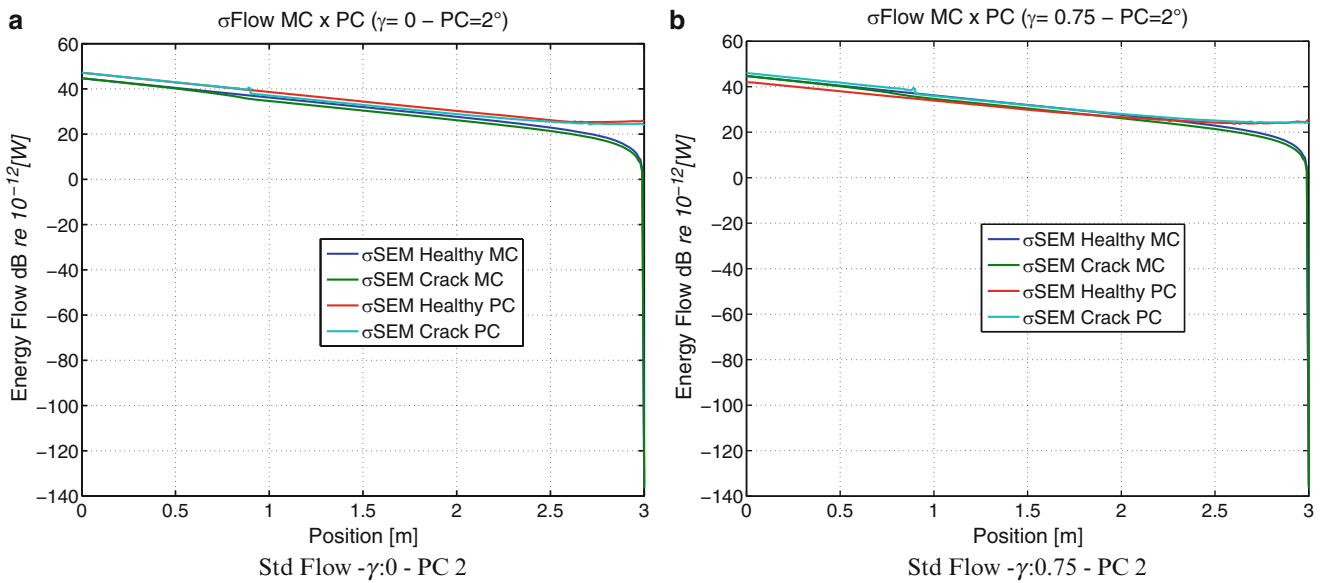 a
σFlow MC x PC (γ= 0 – PC=2°)
60
40
20
0
−20
−40
−60
−80
−100
−120
−140
Energy Flow dB re 10−12[W]
σSEM Healthy MC
σSEM Crack MC
σSEM Healthy PC
σSEM Crack PC
0 0.5 1 1.5 2 2.5 3
Position [m]
Std Flow -γ:0 - PC 2
b
σFlow MC x PC (γ= 0.75 – PC=2°)
60
40
20
0
−20
−40
−60
−80
−100
−120
−140
Energy Flow dB re 10−12[W]
σSEM Healthy MC
σSEM Crack MC
σSEM Healthy PC
σSEM Crack PC
0 0.5 1 1.5 2 2.5 3
Position [m]
Std Flow -γ:0.75 - PC 2